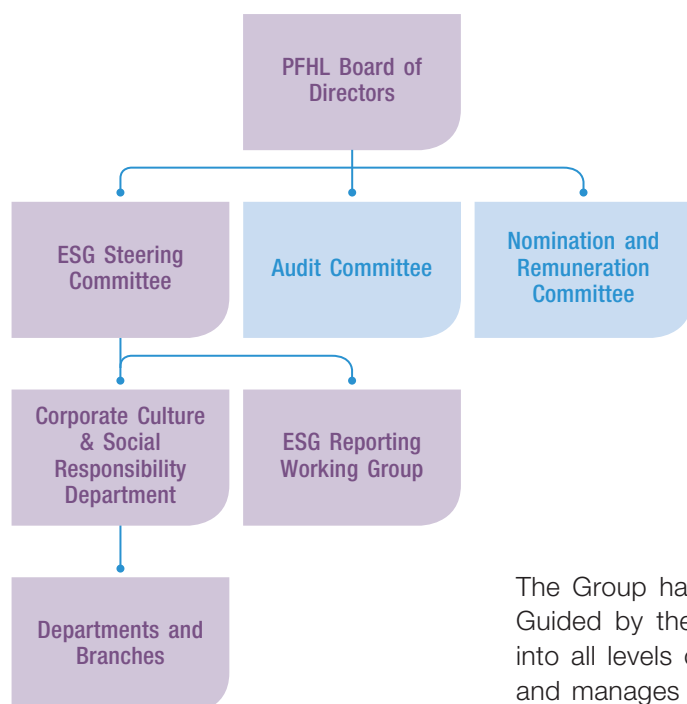 PFHL Board of
Directors
ESG Steering
Committee
Audit Committee
Nomination and
Remuneration
Committee
Corporate Culture
& Social
Responsibility
Department
ESG Reporting
Working Group
Departments and
Branches
The Group ha
Guided by the
into all levels
and manages